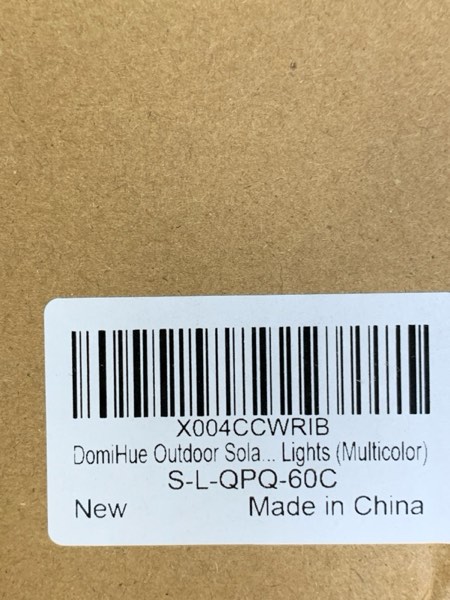 X004CCWRIB
DomiHue Outdoor Sola... Lights (Multicolor)
S-L-QPQ-60C
New Made in China